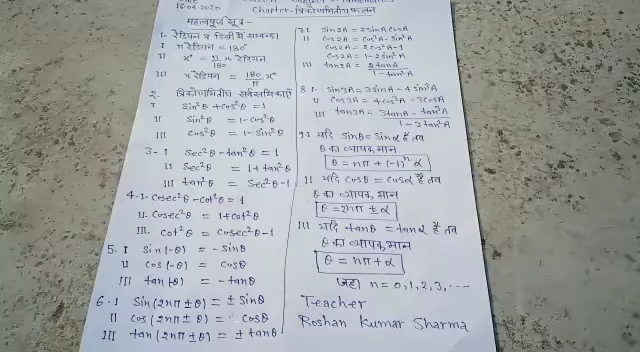 16.04.2020
Chapter-त्रिकोणमितीय फलन
महत्वपूर्ण सूत्र -
1. रेडियन व डिग्री में सम्बन्ध
I π रेडियन = 180°
II x° = π/180 x रेडियन
III x रेडियन = 180/π x°
2. त्रिकोणमितीय सर्वसमिकाएँ
I sin²θ + cos²θ = 1
II sin²θ = 1-cos²θ
III cos²θ = 1-sin²θ
3-I sec²θ-tan²θ = 1
II sec²θ = 1+tan²θ
III tan²θ = sec²θ-1
4-I-cosec²θ-cot²θ=1
II-cosec²θ = 1+cot²θ
III. cot²θ = cosec²θ-1
5. I sin(-θ) = -sinθ
II cos(-θ) = cosθ
III tan(-θ) = -tanθ
6-I sin(2nπ±θ) = ± sinθ
II cos(2nπ±θ) = cosθ
III tan(2nπ±θ) = ± tanθ
7.I sin2A = 2sinA cosA
II cos2A = cos²A-sin²A
cos2A = 2cos²A-1
cos2A = 1-2sin²A
III tan2A = 2tanA / 1-tan²A
8.I- sin3A = 3sinA-4sin³A
II cos3A = 4cos³A-3cosA
III tan3A = 3tanA-tan³A / 1-3tan²A
9.I यदि sinθ = sinα है तब
θ का व्यापक, मान
θ = nπ + (-1)ⁿ α
II यदि cosθ = cosα है तब
θ का व्यापक, मान
θ = 2nπ ± α
III यदि tanθ = tanα है तब
θ का व्यापक, मान
θ = nπ + α
जहाँ n = 0, 1, 2, 3, ---
Teacher
Roshan Kumar Sharma